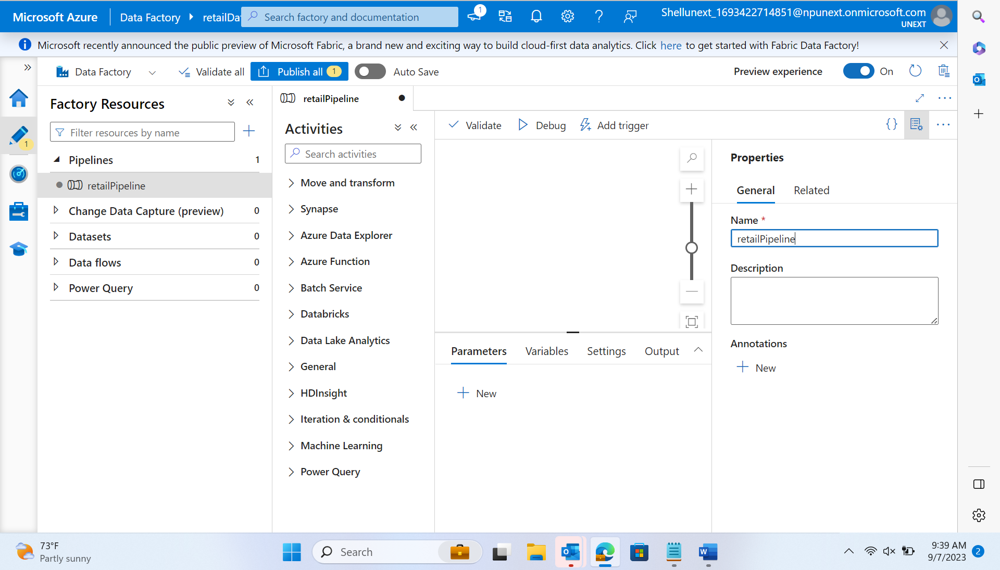 Microsoft Azure
Data Factory
retailDa
Search factory and documentation
1
Shellunext_1693422714851@npunext.onmicrosoft.com
UNEXT
Microsoft recently announced the public preview of Microsoft Fabric, a brand new and exciting way to build cloud-first data analytics. Click here to get started with Fabric Data Factory!
Data Factory
Validate all
Publish all 1
Auto Save
Preview experience
On
Factory Resources
Filter resources by name
1
Pipelines 1
retailPipeline
Change Data Capture (preview) 0
Datasets 0
Data flows 0
Power Query 0
retailPipeline
Activities
Search activities
Move and transform
Synapse
Azure Data Explorer
Azure Function
Batch Service
Databricks
Data Lake Analytics
General
HDInsight
Iteration & conditionals
Machine Learning
Power Query
Validate
Debug
Add trigger
{}
Parameters
Variables
Settings
Output
New
Properties
General
Related
Name *
retailPipeline
Description
Annotations
New
73°F
Partly sunny
Search
9:39 AM
9/7/2023
2